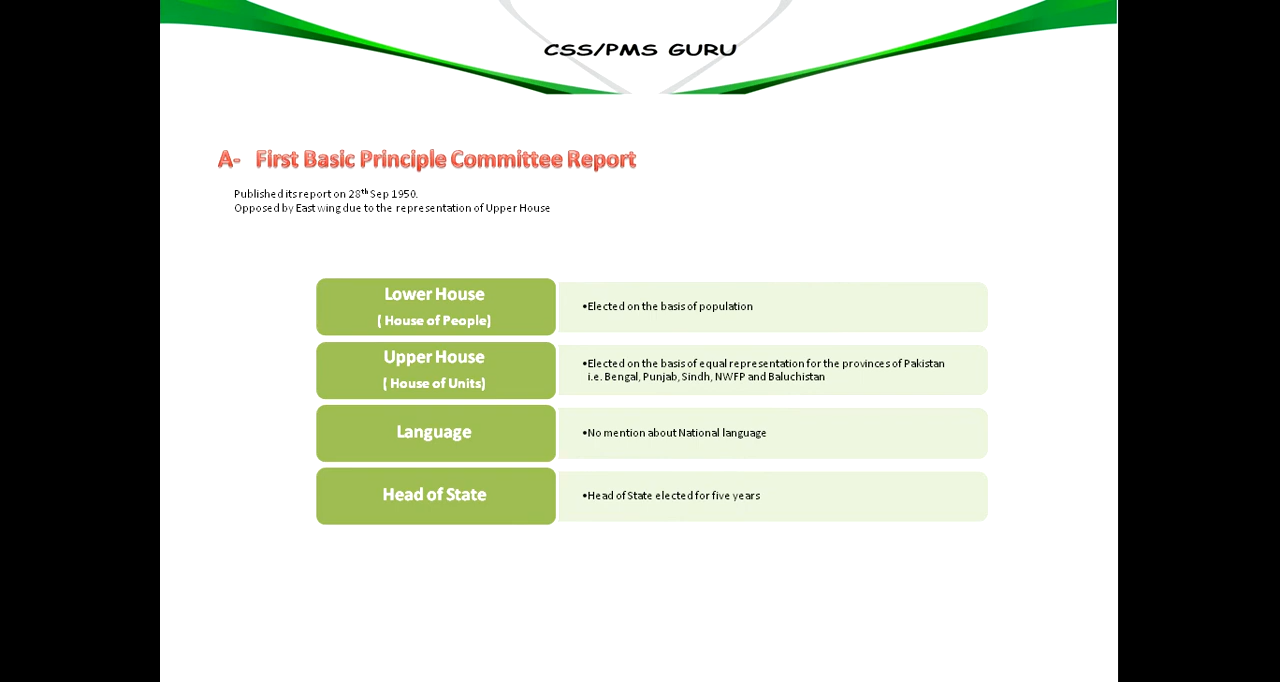 CSS/PMS GURU
A- First Basic Principle Committee Report
Published its report on 28th Sep 1950.
Opposed by East wing due to the representation of Upper House
Lower House
( House of People)
•Elected on the basis of population
Upper House
( House of Units)
•Elected on the basis of equal representation for the provinces of Pakistan
i.e. Bengal, Punjab, Sindh, NWFP and Baluchistan
Language
•No mention about National language
Head of State
•Head of State elected for five years